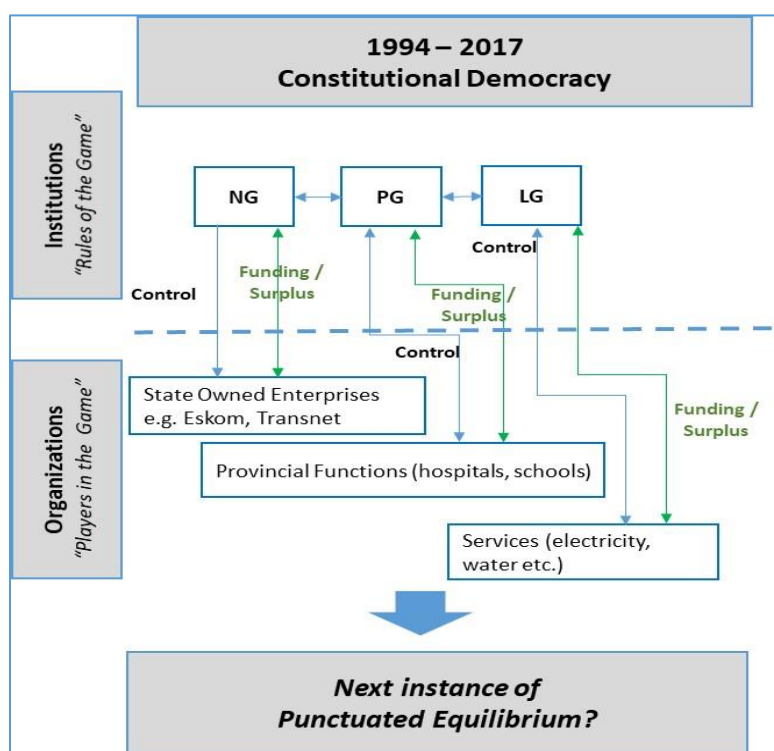 1994 – 2017
Constitutional Democracy
Institutions
"Rules of the Game"
NG
PG
LG
Control
Control
Funding /
Surplus
Funding /
Surplus
Control
Organizations
"Players in the Game"
State Owned Enterprises
e.g. Eskom, Transnet
Funding /
Surplus
Provincial Functions (hospitals, schools)
Services (electricity,
water etc.)
Next instance of
Punctuated Equilibrium?